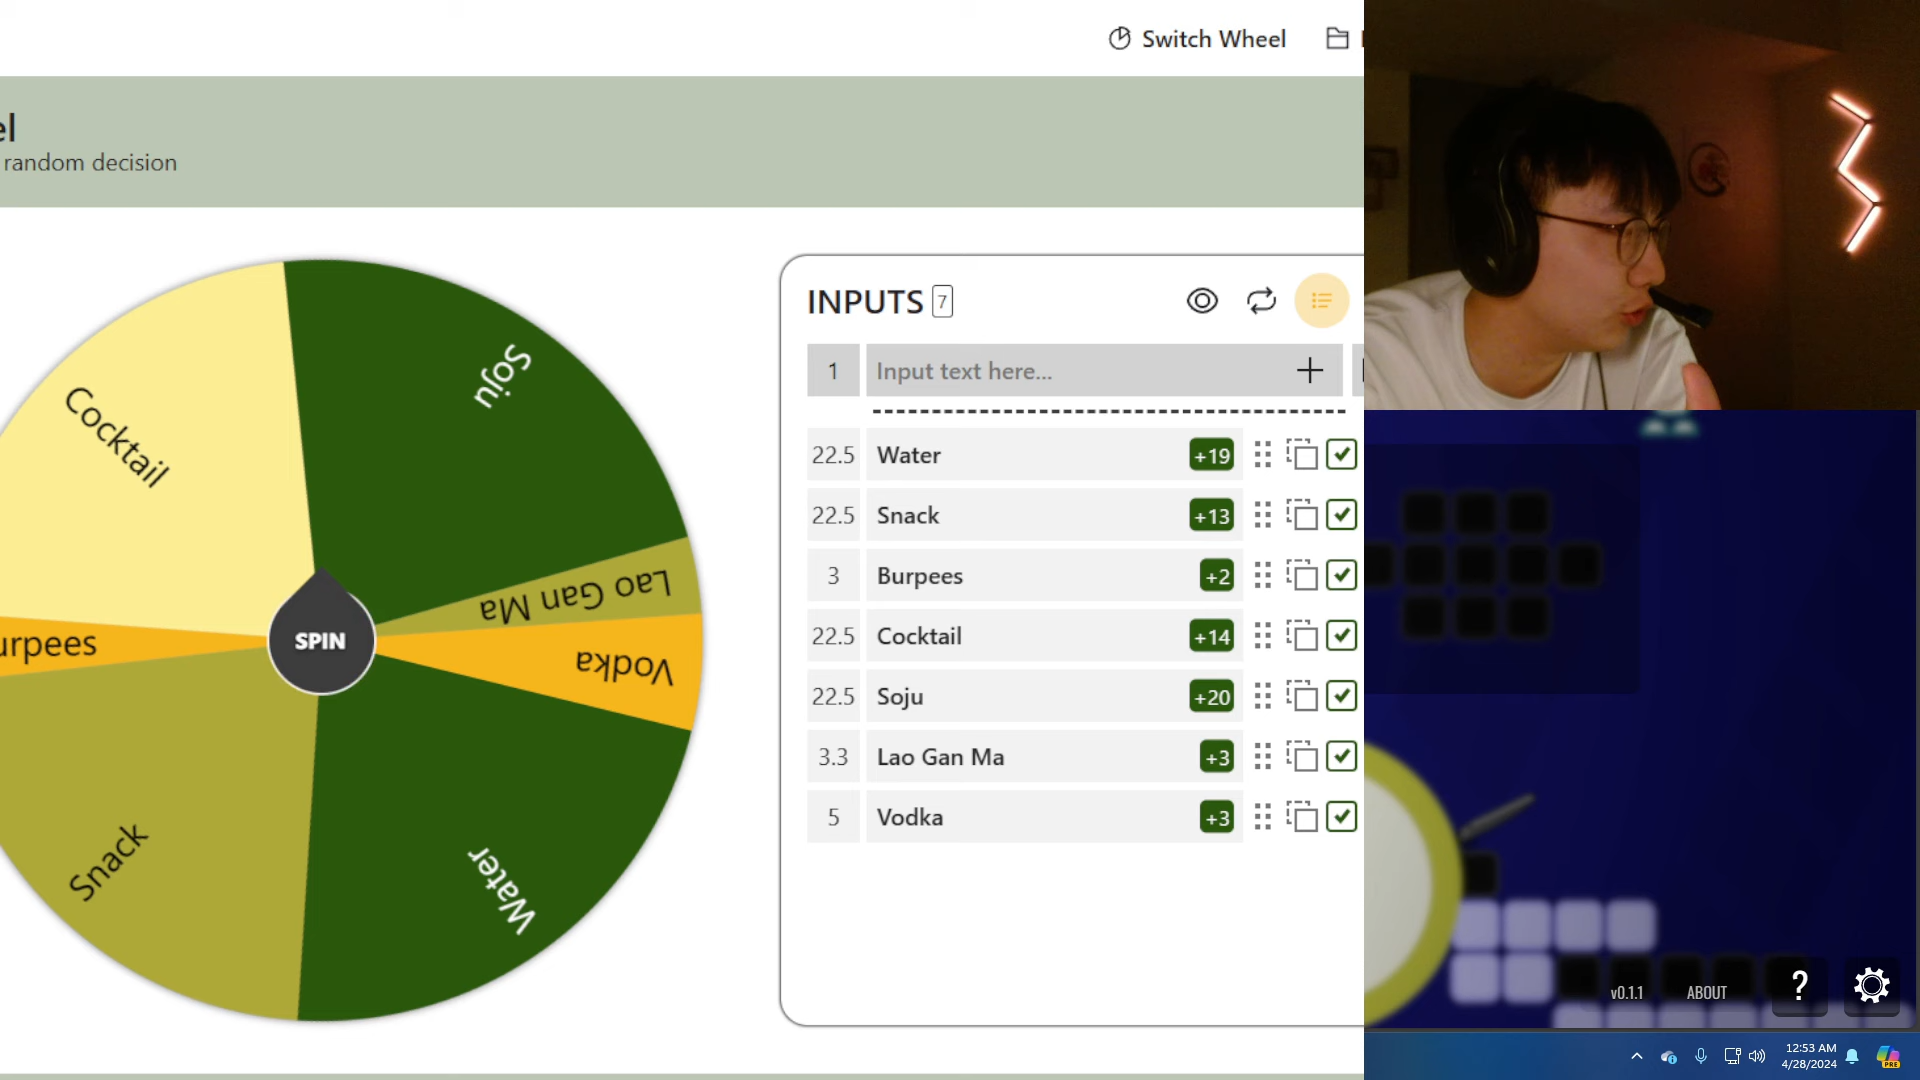 Switch Wheel
el
random decision
Cocktail
Soju
Lao Gan Ma
Vodka
urpees
SPIN
Snack
Water
INPUTS 7
1 Input text here...
22.5 Water +19
22.5 Snack +13
3 Burpees +2
22.5 Cocktail +14
22.5 Soju +20
3.3 Lao Gan Ma +3
5 Vodka +3
v0.1.1 ABOUT ?
12:53 AM
4/28/2024
PRE